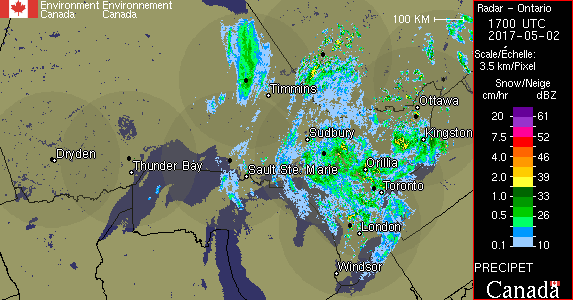 Environment Environnement
Canada Canada
100 KM
Timmins
Ottawa
Sudbury
Kingston
Dryden
Thunder Bay
Sault Ste. Marie
Orillia
Toronto
London
Windsor
Radar - Ontario
1700 UTC
2017-05-02
Scale/Échelle:
3.5 km/Pixel
Snow/Neige
cm/hr dBZ
20 61
7.5 52
4.0 46
2.0 39
1.0 33
0.5 26
0.1 10
PRECIPET
Canada